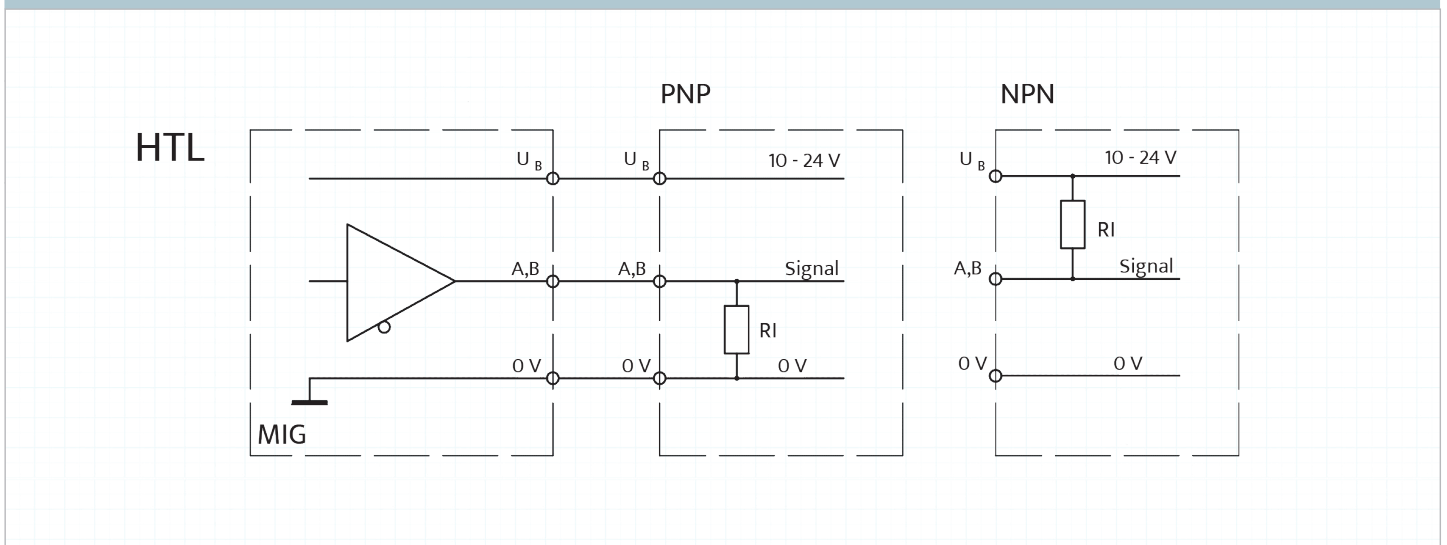 PNP
NPN
HTL
U B
U B
10 - 24 V
U B
10 - 24 V
RI
A,B
A,B
Signal
A,B
Signal
RI
0 V
0 V
0 V
0 V
0 V
MIG